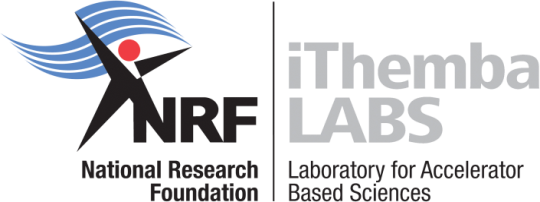 NRF
National Research
Foundation
iThemba
LABS
Laboratory for Accelerator
Based Sciences